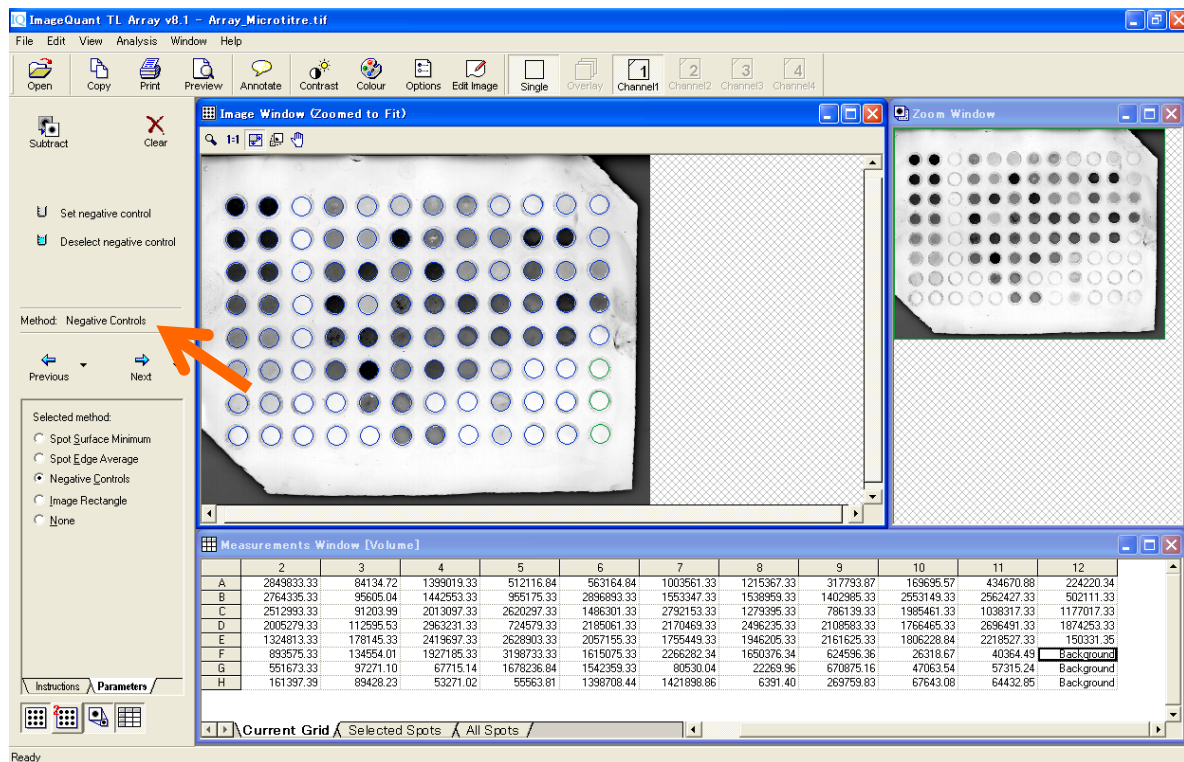 ImageQuant TL Array v8.1 - Array_Microtitre.tif
File Edit View Analysis Window Help
Open Copy Print Preview Annotate Contrast Colour Options Edit Image Single Overlay Channel1 Channel2 Channel3 Channel4
Subtract Clear
Set negative control
Deselect negative control
Method: Negative Controls
Previous Next
Selected method:
Spot Surface Minimum
Spot Edge Average
Negative Controls
Image Rectangle
None
Instructions Parameters
Image Window (Zoomed to Fit)
1:1
Zoom Window
Measurements Window [Volume]
2 3 4 5 6 7 8 9 10 11 12
A 2849833.33 84134.72 1399019.33 512116.84 563164.84 1003561.33 1215367.33 317793.87 169695.57 434670.88 224220.34
B 2764335.33 95605.04 1442553.33 955175.33 2896893.33 1553347.33 1538959.33 1402985.33 2553149.33 2562427.33 502111.33
C 2512993.33 91203.99 2013097.33 2620297.33 1486301.33 2792153.33 1279395.33 786139.33 1985461.33 1038317.33 1177017.33
D 2005279.33 112595.53 2963231.33 724579.33 2185061.33 2170469.33 2496235.33 2108583.33 1766465.33 2696491.33 1874253.33
E 1324813.33 178145.33 2419697.33 2628903.33 2057155.33 1755449.33 1946205.33 2161625.33 1806228.84 2218527.33 150331.35
F 893575.33 134554.01 1927185.33 3198733.33 1615075.33 2266282.34 1650376.34 624596.36 26318.67 40364.49 Background
G 551673.33 97271.10 67715.14 1678236.84 1542359.33 80530.04 22269.96 670875.16 47063.54 57315.24 Background
H 161397.39 89428.93 53271.02 55563.81 1398708.44 1421898.86 6391.40 269759.83 67643.08 64432.85 Background
Current Grid Selected Spots All Spots
Ready